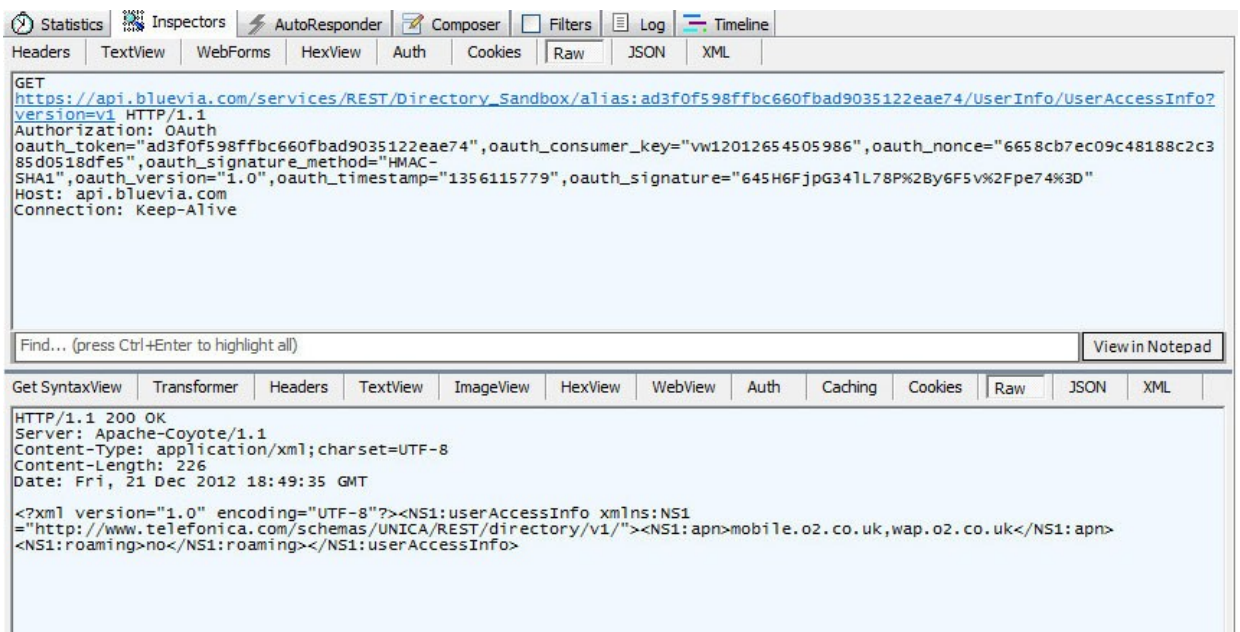 Statistics Inspectors AutoResponder Composer Filters Log Timeline
Headers TextView WebForms HexView Auth Cookies Raw JSON XML
GET
https://api.bluevia.com/services/REST/Directory_Sandbox/alias:ad3f0f598ffbc660fbad9035122eae74/UserInfo/UserAccessInfo?
version=v1 HTTP/1.1
Authorization: OAuth
oauth_token="ad3f0f598ffbc660fbad9035122eae74",oauth_consumer_key="vw12012654505986",oauth_nonce="6658cb7ec09c48188c2c3
85d0518dfe5",oauth_signature_method="HMAC-
SHA1",oauth_version="1.0",oauth_timestamp="1356115779",oauth_signature="645H6FjpG34lL78P%2By6F5v%2Fpe74%3D"
Host: api.bluevia.com
Connection: Keep-Alive
Find... (press Ctrl+Enter to highlight all) View in Notepad
Get SyntaxView Transformer Headers TextView ImageView HexView WebView Auth Caching Cookies Raw JSON XML
HTTP/1.1 200 OK
Server: Apache-Coyote/1.1
Content-Type: application/xml;charset=UTF-8
Content-Length: 226
Date: Fri, 21 Dec 2012 18:49:35 GMT
<?xml version="1.0" encoding="UTF-8"?><NS1:userAccessInfo xmlns:NS1
="http://www.telefonica.com/schemas/UNICA/REST/directory/v1/"><NS1:apn>mobile.o2.co.uk,wap.o2.co.uk</NS1:apn>
<NS1:roaming>no</NS1:roaming></NS1:userAccessInfo>